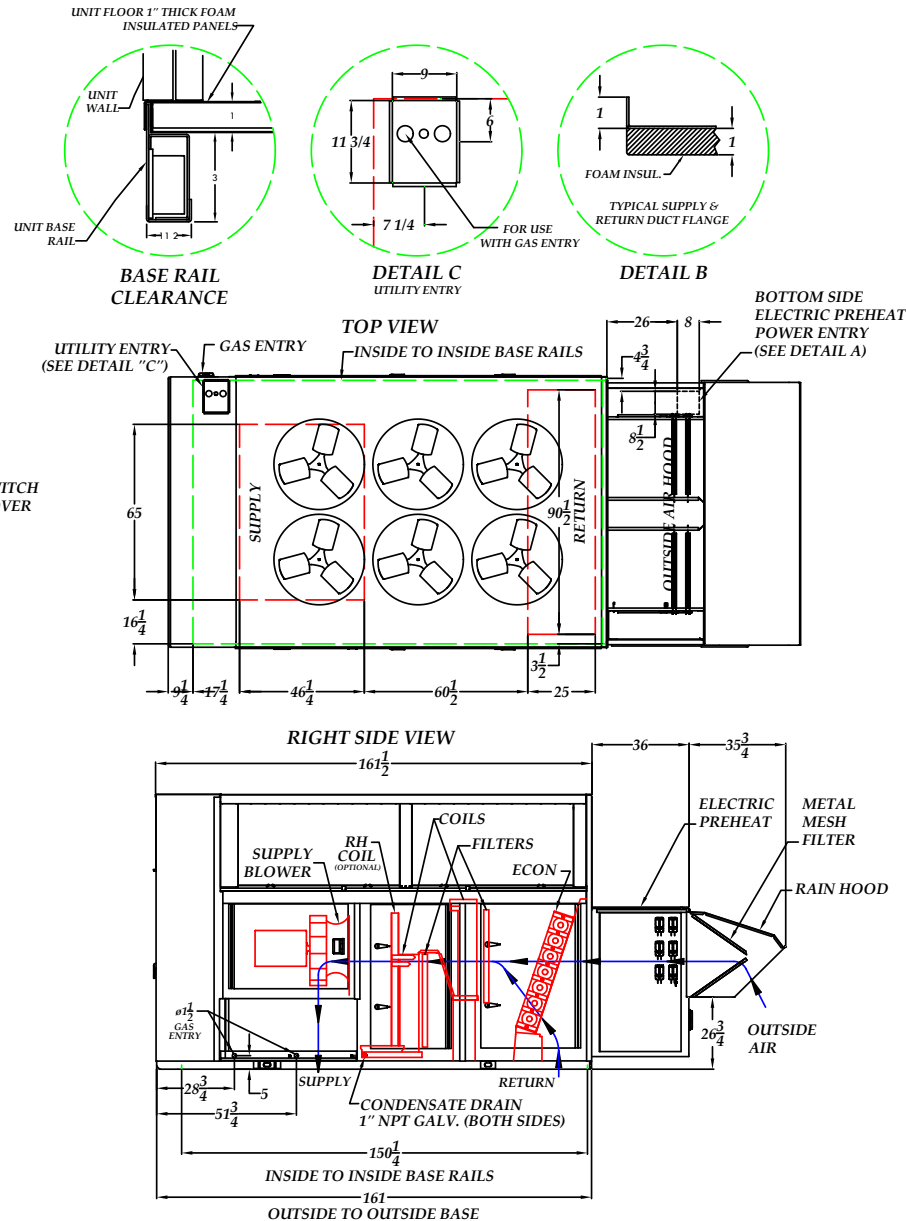 UNIT FLOOR 1" THICK FOAM
INSULATED PANELS
UNIT
WALL
1
3
1 1 2
UNIT BASE
RAIL
BASE RAIL
CLEARANCE
9
6
11 3/4
7 1/4
FOR USE
WITH GAS ENTRY
DETAIL C
UTILITY ENTRY
1
1
FOAM INSUL.
TYPICAL SUPPLY &
RETURN DUCT FLANGE
DETAIL B
TOP VIEW
UTILITY ENTRY
(SEE DETAIL "C")
GAS ENTRY
INSIDE TO INSIDE BASE RAILS
26
8
BOTTOM SIDE
ELECTRIC PREHEAT
POWER ENTRY
(SEE DETAIL A)
4 3/4
8 1/2
ITCH
OVER
65
SUPPLY
90 1/2
RETURN
OUTSIDE AIR HOOD
16 1/4
3 1/2
9 1/4
17 1/4
46 1/4
60 1/2
25
RIGHT SIDE VIEW
161 1/2
36
35 3/4
COILS
RH
COIL
(OPTIONAL)
FILTERS
SUPPLY
BLOWER
ECON
ELECTRIC
PREHEAT
METAL
MESH
FILTER
RAIN HOOD
ø1 1/2
GAS
ENTRY
26 3/4
OUTSIDE
AIR
SUPPLY
RETURN
28 3/4
5
51 3/4
CONDENSATE DRAIN
1" NPT GALV. (BOTH SIDES)
150 1/4
INSIDE TO INSIDE BASE RAILS
161
OUTSIDE TO OUTSIDE BASE